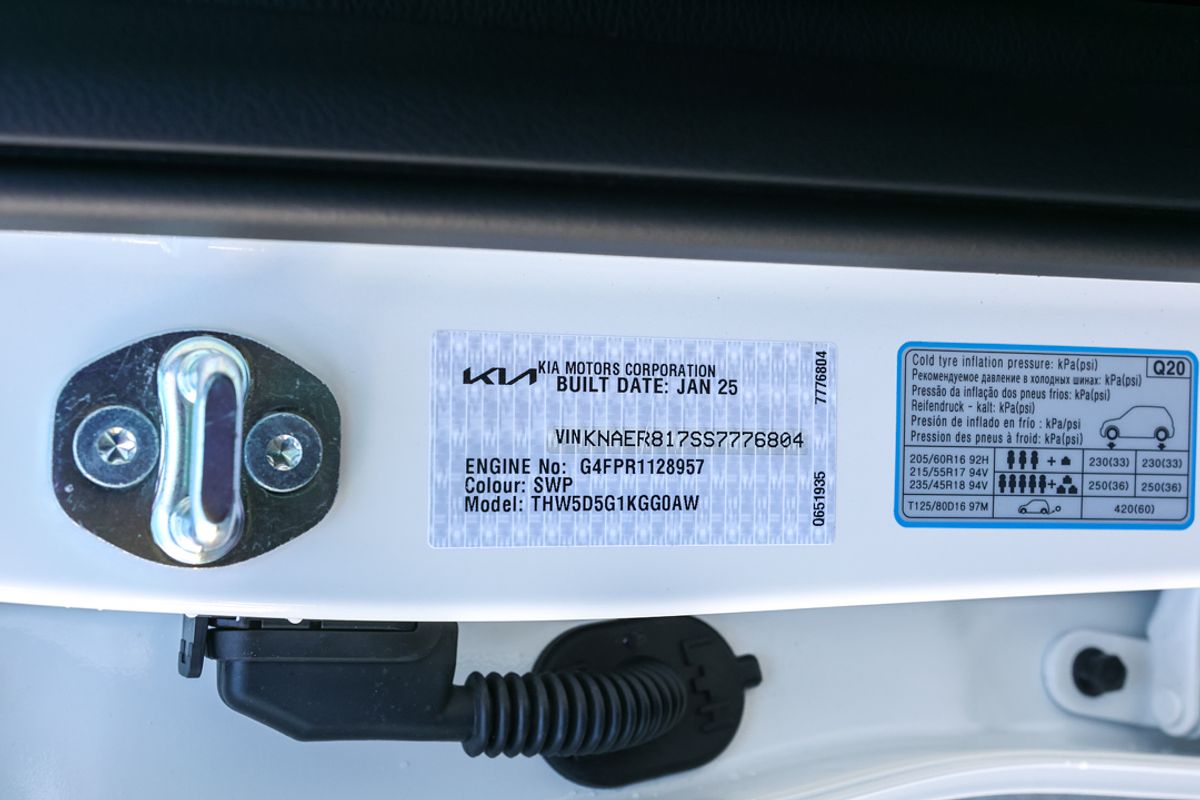 KIA KIA MOTORS CORPORATION
BUILT DATE: JAN 25
VIN KNAER817SS7776804
ENGINE No: G4FPR1128957
Colour: SWP
Model: THW5D5G1KGG0AW
7776804
Q651935
Cold tyre inflation pressure: kPa(psi)
Q20
Рекомендуемое давление в холодных шинах: kPa(psi)
Pressão da inflação dos pneus frios: kPa(psi)
Reifendruck - kalt: kPa(psi)
Presión de inflado en frío : kPa/psi
Pression des pneus à froid: kPa(psi)
205/60R16 92H
215/55R17 94V
235/45R18 94V
+
230(33)
230(33)
+
250(36)
250(36)
T125/80D16 97M
420(60)